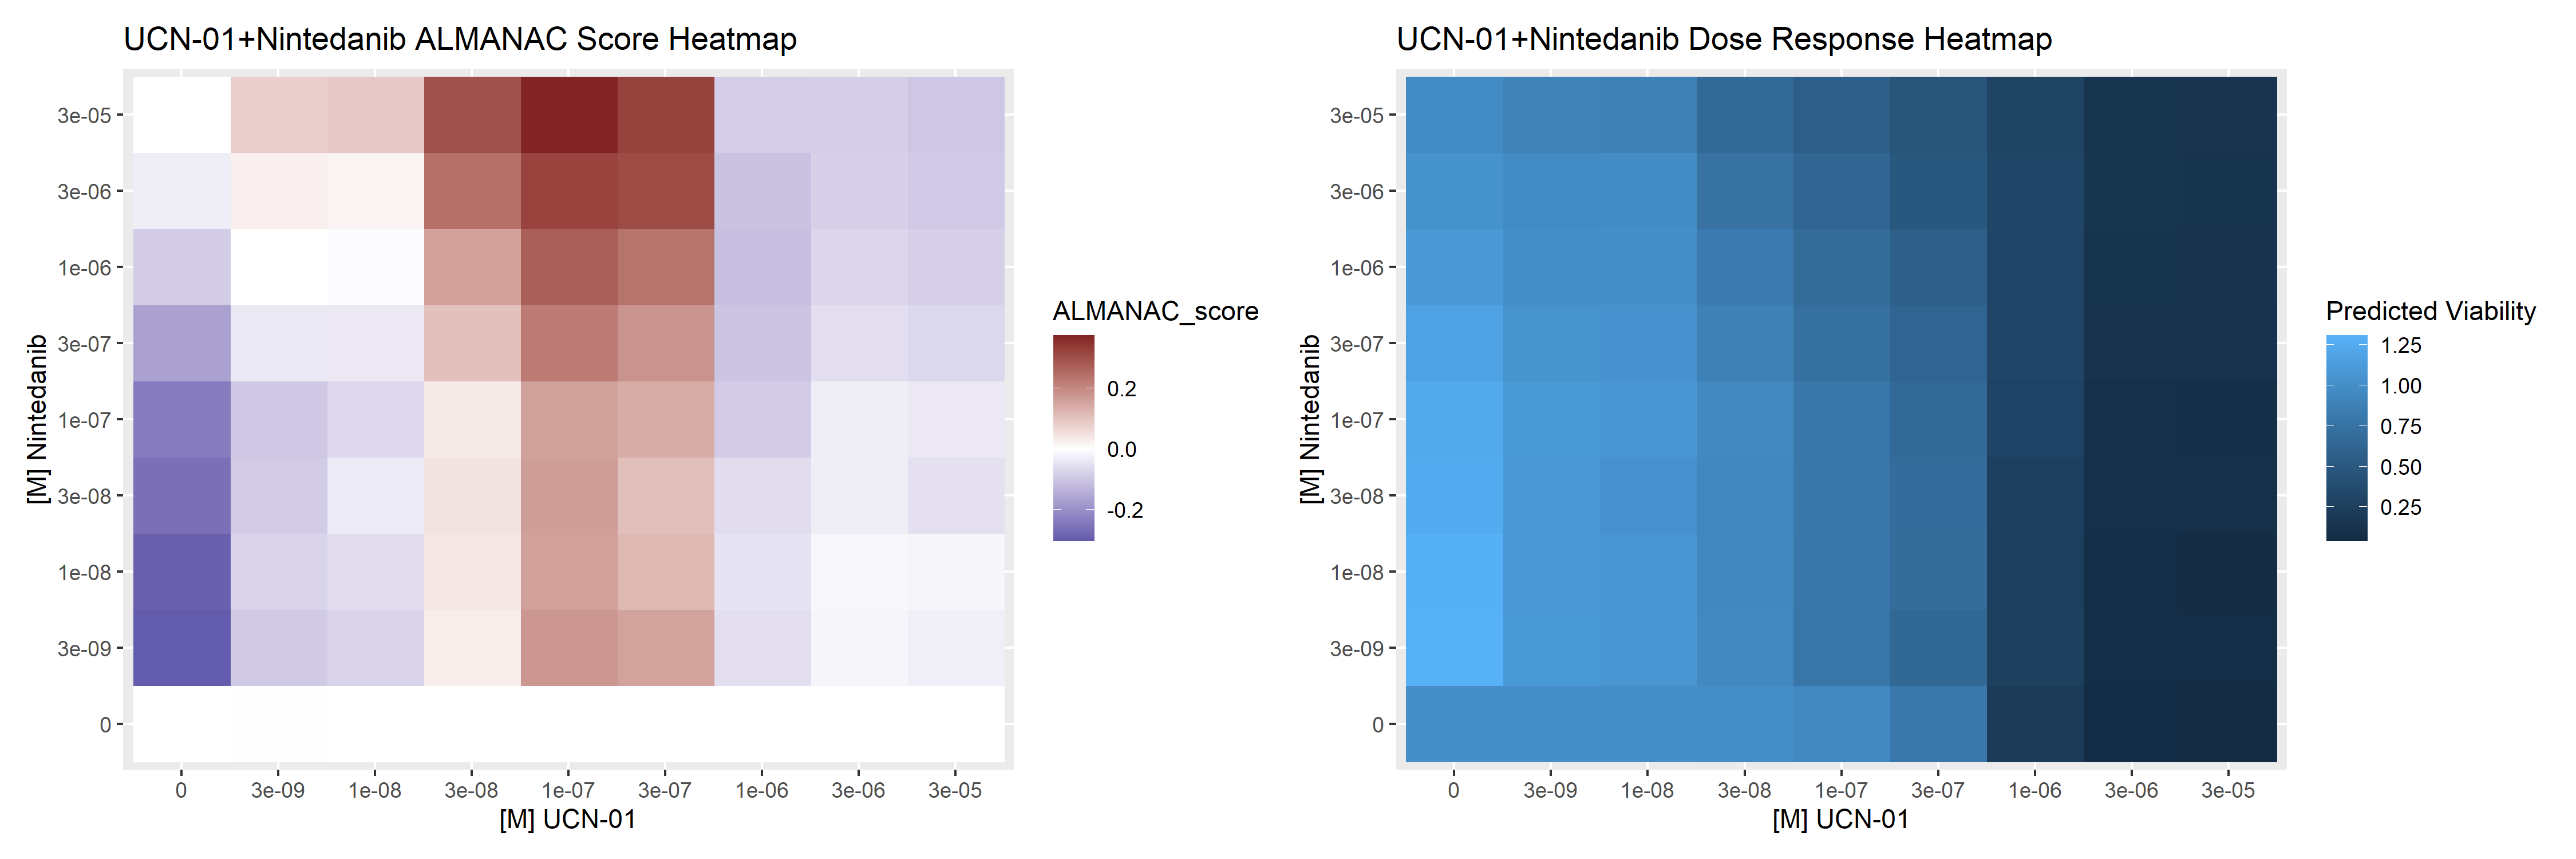 UCN-01+Nintedanib ALMANAC Score Heatmap
[M] Nintedanib
3e-05
3e-06
1e-06
3e-07
1e-07
3e-08
1e-08
3e-09
0
0 3e-09 1e-08 3e-08 1e-07 3e-07 1e-06 3e-06 3e-05
[M] UCN-01
ALMANAC_score
0.2
0.0
-0.2
UCN-01+Nintedanib Dose Response Heatmap
[M] Nintedanib
3e-05
3e-06
1e-06
3e-07
1e-07
3e-08
1e-08
3e-09
0
0 3e-09 1e-08 3e-08 1e-07 3e-07 1e-06 3e-06 3e-05
[M] UCN-01
Predicted Viability
1.25
1.00
0.75
0.50
0.25